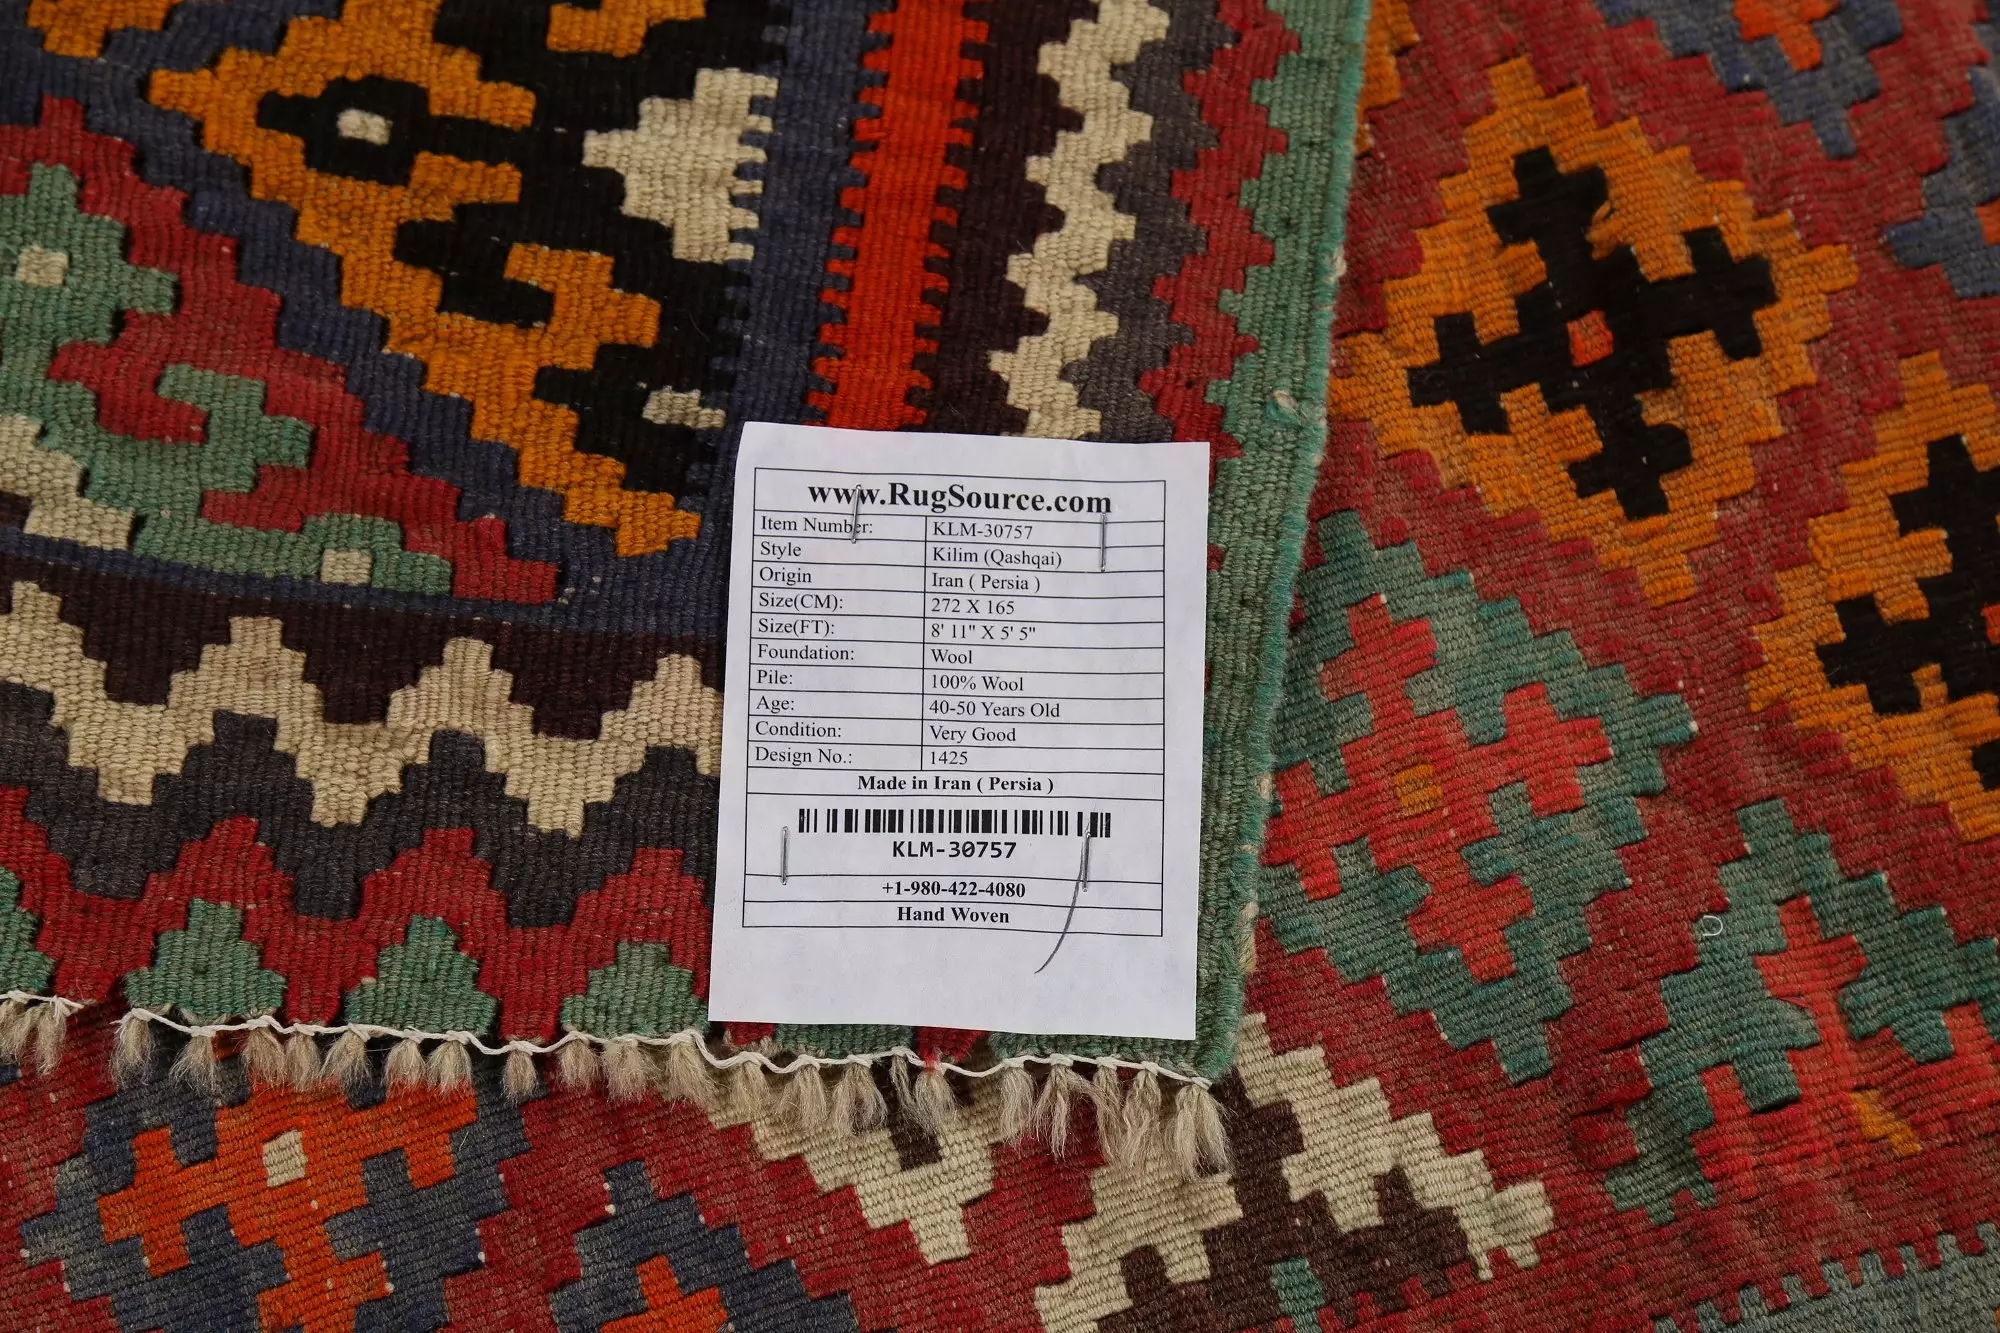 www.RugSource.com
Item Number: KLM-30757
Style Kilim (Qashqai)
Origin Iran ( Persia )
Size(CM): 272 X 165
Size(FT): 8' 11" X 5' 5"
Foundation: Wool
Pile: 100% Wool
Age: 40-50 Years Old
Condition: Very Good
Design No.: 1425
Made in Iran ( Persia )
KLM-30757
+1-980-422-4080
Hand Woven